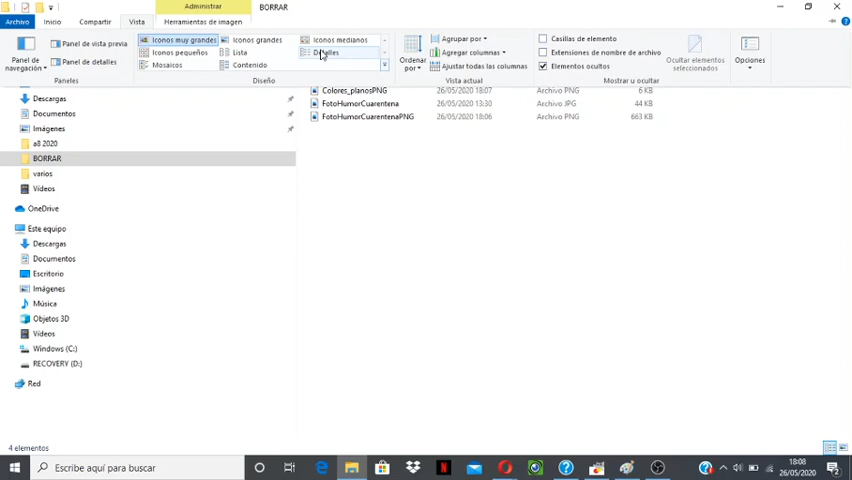 Administrar
BORRAR
Archivo Inicio Compartir Vista Herramientas de imagen
Panel de navegación
Panel de vista previa
Panel de detalles
Paneles
Iconos muy grandes Iconos grandes Iconos medianos
Iconos pequeños Lista Detalles
Mosaicos Contenido
Diseño
Ordenar por
Agrupar por
Agregar columnas
Ajustar todas las columnas
Vista actual
Casillas de elemento
Extensiones de nombre de archivo
Elementos ocultos
Ocultar elementos seleccionados
Mostrar u ocultar
Opciones
Descargas
Documentos
Imágenes
a8 2020
BORRAR
varios
Vídeos
OneDrive
Este equipo
Descargas
Documentos
Escritorio
Imágenes
Música
Objetos 3D
Vídeos
Windows (C:)
RECOVERY (D:)
Red
Colores_planosPNG 26/05/2020 18:07 Archivo PNG 6 KB
FotoHumorCuarentena 26/05/2020 13:30 Archivo JPG 44 KB
FotoHumorCuarentenaPNG 26/05/2020 18:06 Archivo PNG 663 KB
4 elementos
Escribe aquí para buscar
18:08
26/05/2020
2